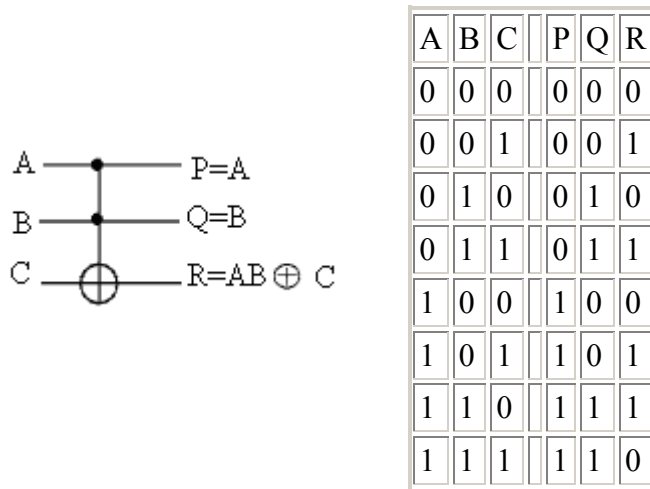 A P=A
B Q=B
C R=AB ⊕ C
A B C P Q R
0 0 0 0 0 0
0 0 1 0 0 1
0 1 0 0 1 0
0 1 1 0 1 1
1 0 0 1 0 0
1 0 1 1 0 1
1 1 0 1 1 1
1 1 1 1 1 0